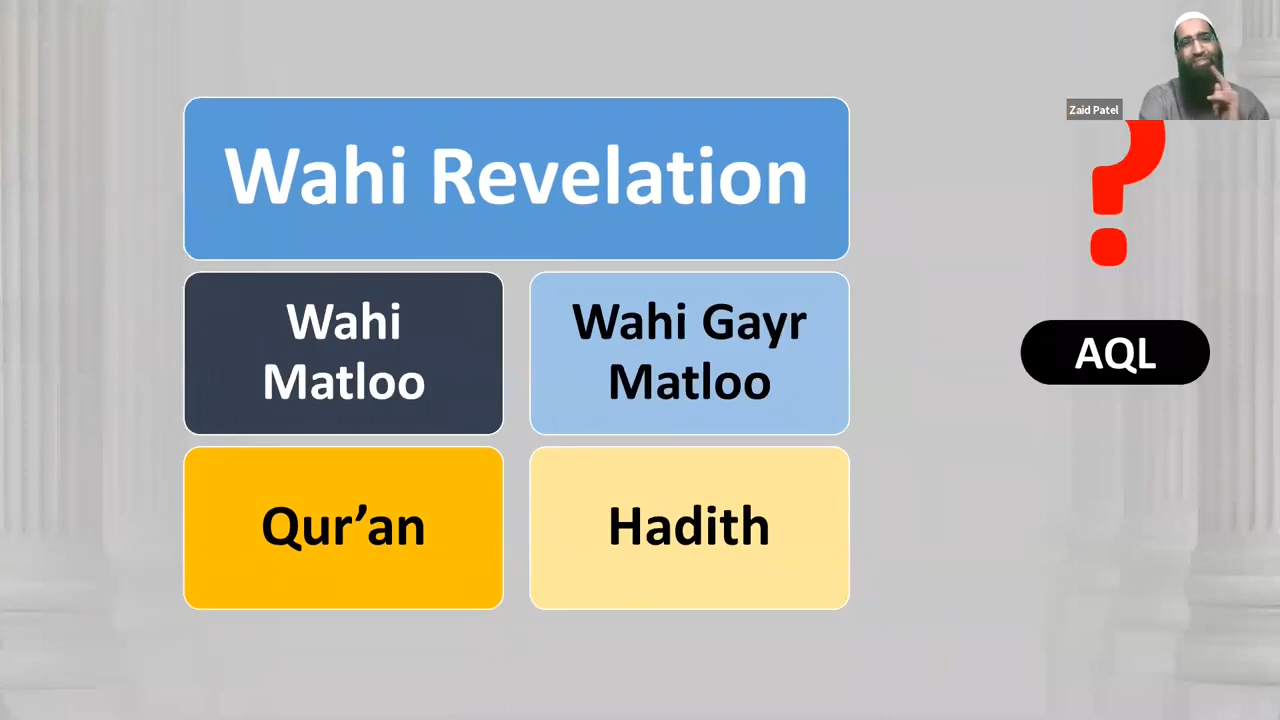 Wahi Revelation
Wahi
Matloo
Wahi Gayr
Matloo
Qur’an
Hadith
Zaid Patel
?
AQL